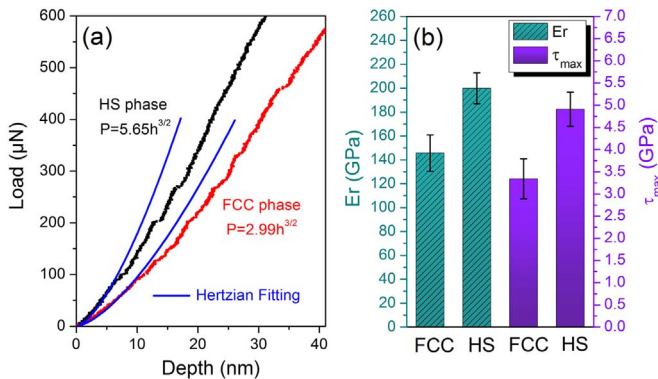 (a)
600
500
400
300
200
100
0
Load (µN)
HS phase
P=5.65h^3/2
FCC phase
P=2.99h^3/2
Hertzian Fitting
0 10 20 30 40
Depth (nm)
(b)
Er
τmax
260
240
220
200
180
160
140
120
100
80
60
40
20
0
Er (GPa)
7.0
6.5
6.0
5.5
5.0
4.5
4.0
3.5
3.0
2.5
2.0
1.5
1.0
0.5
0.0
τmax (GPa)
FCC HS FCC HS